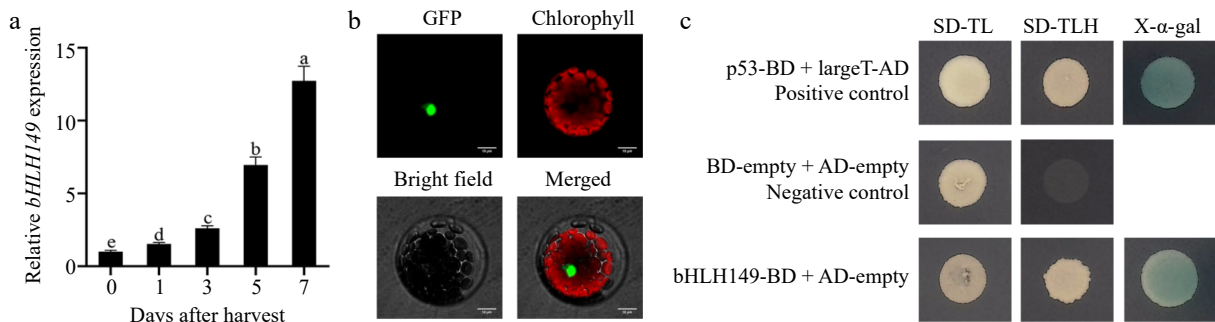 a
Relative bHLH149 expression
15
10
5
0
a
b
c
d
e
0 1 3 5 7
Days after harvest
b
GFP Chlorophyll
Bright field Merged
c
SD-TL SD-TLH X-α-gal
p53-BD + largeT-AD
Positive control
BD-empty + AD-empty
Negative control
bHLH149-BD + AD-empty